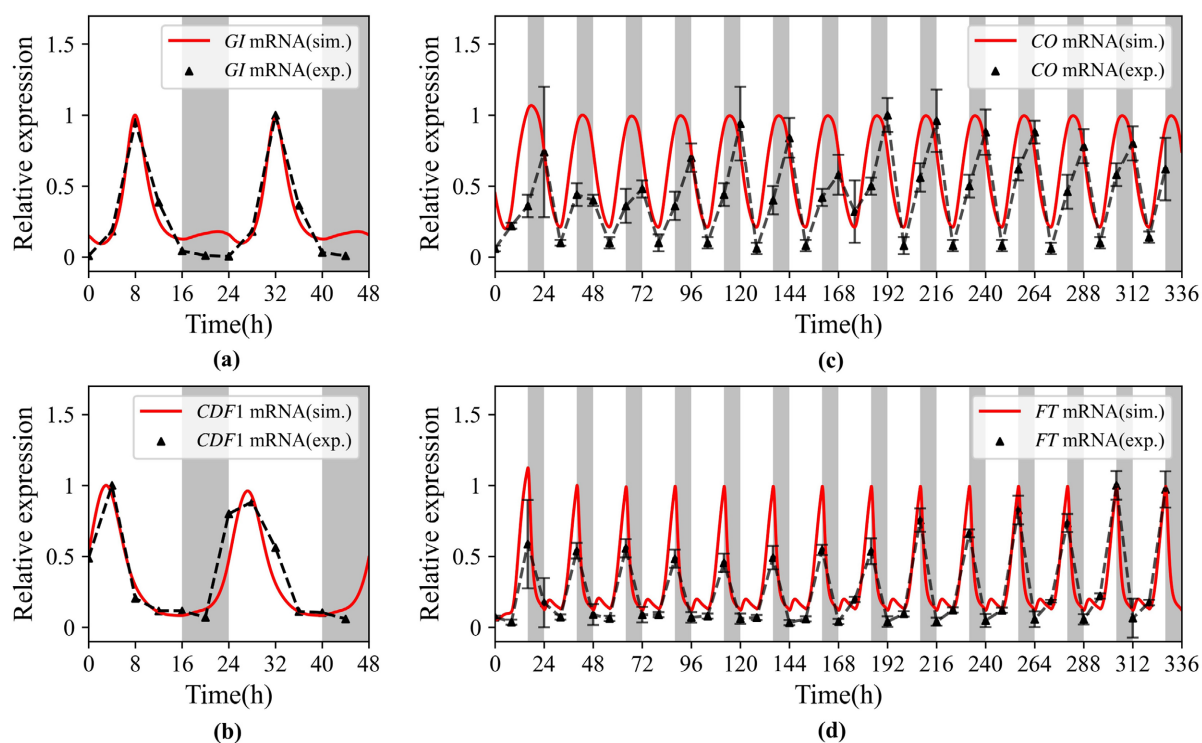 1.5
1
0.5
0
Relative expression
GI mRNA(sim.)
GI mRNA(exp.)
0 8 16 24 32 40 48
Time(h)
(a)
1.5
1
0.5
0
Relative expression
CO mRNA(sim.)
CO mRNA(exp.)
0 24 48 72 96 120 144 168 192 216 240 264 288 312 336
Time(h)
(c)
1.5
1
0.5
0
Relative expression
CDF1 mRNA(sim.)
CDF1 mRNA(exp.)
0 8 16 24 32 40 48
Time(h)
(b)
1.5
1
0.5
0
Relative expression
FT mRNA(sim.)
FT mRNA(exp.)
0 24 48 72 96 120 144 168 192 216 240 264 288 312 336
Time(h)
(d)